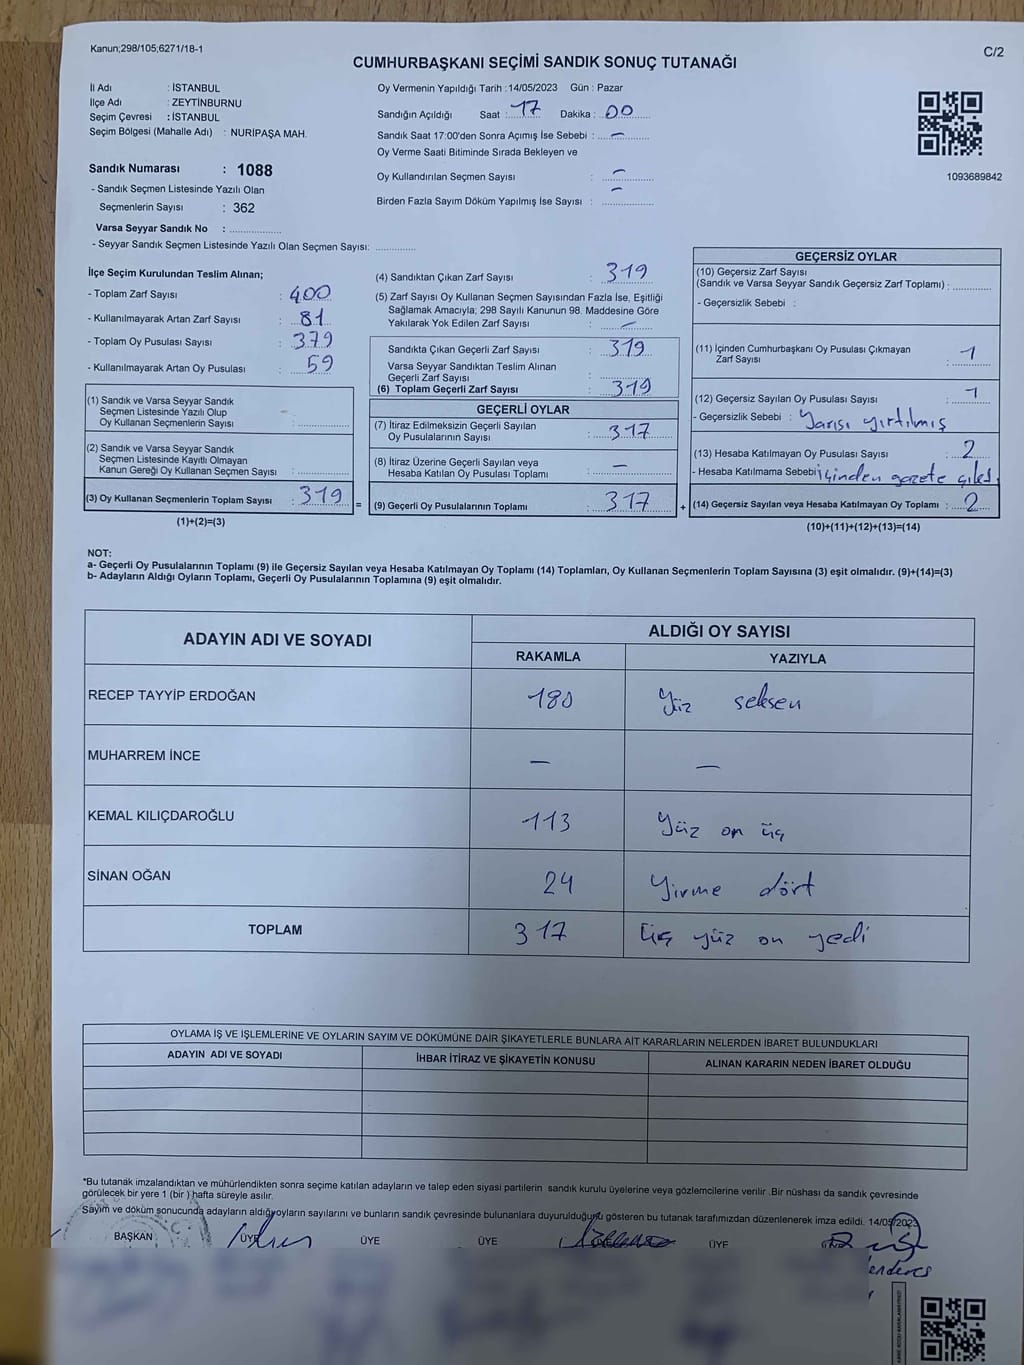 Kanun;298/105;6271/18-1
C/2
CUMHURBAŞKANI SEÇİMİ SANDIK SONUÇ TUTANAĞI
İl Adı : İSTANBUL
İlçe Adı : ZEYTİNBURNU
Seçim Çevresi : İSTANBUL
Seçim Bölgesi (Mahalle Adı) : NURİPAŞA MAH.
Sandık Numarası : 1088
- Sandık Seçmen Listesinde Yazılı Olan
Seçmenlerin Sayısı : 362
Varsa Seyyar Sandık No :
- Seyyar Sandık Seçmen Listesinde Yazılı Olan Seçmen Sayısı:
Oy Vermenin Yapıldığı Tarih :14/05/2023 Gün : Pazar
Sandığın Açıldığı Saat : 17 Dakika : 00
Sandık Saat 17:00'den Sonra Açımış İse Sebebi : —
Oy Verme Saati Bitiminde Sırada Bekleyen ve
Oy Kullandırılan Seçmen Sayısı : —
Birden Fazla Sayım Döküm Yapılmış İse Sayısı : —
1093689842
İlçe Seçim Kurulundan Teslim Alınan;
- Toplam Zarf Sayısı : 400
- Kullanılmayarak Artan Zarf Sayısı : 81
- Toplam Oy Pusulası Sayısı : 379
- Kullanılmayarak Artan Oy Pusulası : 59
(1) Sandık ve Varsa Seyyar Sandık
Seçmen Listesinde Yazılı Olup
Oy Kullanan Seçmenlerin Sayısı :
(2) Sandık ve Varsa Seyyar Sandık
Seçmen Listesinde Kayıtlı Olmayan
Kanun Gereği Oy Kullanan Seçmen Sayısı :
(3) Oy Kullanan Seçmenlerin Toplam Sayısı : 319
(1)+(2)=(3)
=
(4) Sandıktan Çıkan Zarf Sayısı : 319
(5) Zarf Sayısı Oy Kullanan Seçmen Sayısından Fazla İse, Eşitliği
Sağlamak Amacıyla; 298 Sayılı Kanunun 98. Maddesine Göre
Yakılarak Yok Edilen Zarf Sayısı : —
Sandıkta Çıkan Geçerli Zarf Sayısı : 319
Varsa Seyyar Sandıktan Teslim Alınan
Geçerli Zarf Sayısı :
(6) Toplam Geçerli Zarf Sayısı : 319
GEÇERLİ OYLAR
(7) İtiraz Edilmeksizin Geçerli Sayılan
Oy Pusulalarının Sayısı : 317
(8) İtiraz Üzerine Geçerli Sayılan veya
Hesaba Katılan Oy Pusulası Toplamı : —
(9) Geçerli Oy Pusulalarının Toplamı : 317
+
GEÇERSİZ OYLAR
(10) Geçersiz Zarf Sayısı
(Sandık ve Varsa Seyyar Sandık Geçersiz Zarf Toplamı) :
- Geçersizlik Sebebi :
(11) İçinden Cumhurbaşkanı Oy Pusulası Çıkmayan
Zarf Sayısı : 1
(12) Geçersiz Sayılan Oy Pusulası Sayısı : 1
- Geçersizlik Sebebi : Yarısı yırtılmış
(13) Hesaba Katılmayan Oy Pusulası Sayısı : 2
- Hesaba Katılmama Sebebi içinden gazete çıktı.
(14) Geçersiz Sayılan veya Hesaba Katılmayan Oy Toplamı : 2
(10)+(11)+(12)+(13)=(14)
NOT:
a- Geçerli Oy Pusulalarının Toplamı (9) ile Geçersiz Sayılan veya Hesaba Katılmayan Oy Toplamı (14) Toplamları, Oy Kullanan Seçmenlerin Toplam Sayısına (3) eşit olmalıdır. (9)+(14)=(3)
b- Adayların Aldığı Oyların Toplamı, Geçerli Oy Pusulalarının Toplamına (9) eşit olmalıdır.
ADAYIN ADI VE SOYADI
ALDIĞI OY SAYISI
RAKAMLA YAZIYLA
RECEP TAYYİP ERDOĞAN 180 Yüz seksen
MUHARREM İNCE — —
KEMAL KILIÇDAROĞLU 113 Yüz on üç
SİNAN OĞAN 24 Yirme dört
TOPLAM 317 üç yüz on yedi
OYLAMA İŞ VE İŞLEMLERİNE VE OYLARIN SAYIM VE DÖKÜMÜNE DAİR ŞİKAYETLERLE BUNLARA AİT KARARLARIN NELERDEN İBARET BULUNDUKLARI
ADAYIN ADI VE SOYADI İHBAR İTİRAZ VE ŞİKAYETİN KONUSU ALINAN KARARIN NEDEN İBARET OLDUĞU
*Bu tutanak imzalandıktan ve mühürlendikten sonra seçime katılan adayların ve talep eden siyasi partilerin sandık kurulu üyelerine veya gözlemcilerine verilir .Bir nüshası da sandık çevresinde
görülecek bir yere 1 (bir ) hafta süreyle asılır.
Sayım ve döküm sonucunda adayların aldığı oyların sayılarını ve bunların sandık çevresinde bulunanlara duyurulduğunu gösteren bu tutanak tarafımızdan düzenlenerek imza edildi. 14/05/2023
BAŞKAN ÜYE ÜYE ÜYE ÜYE